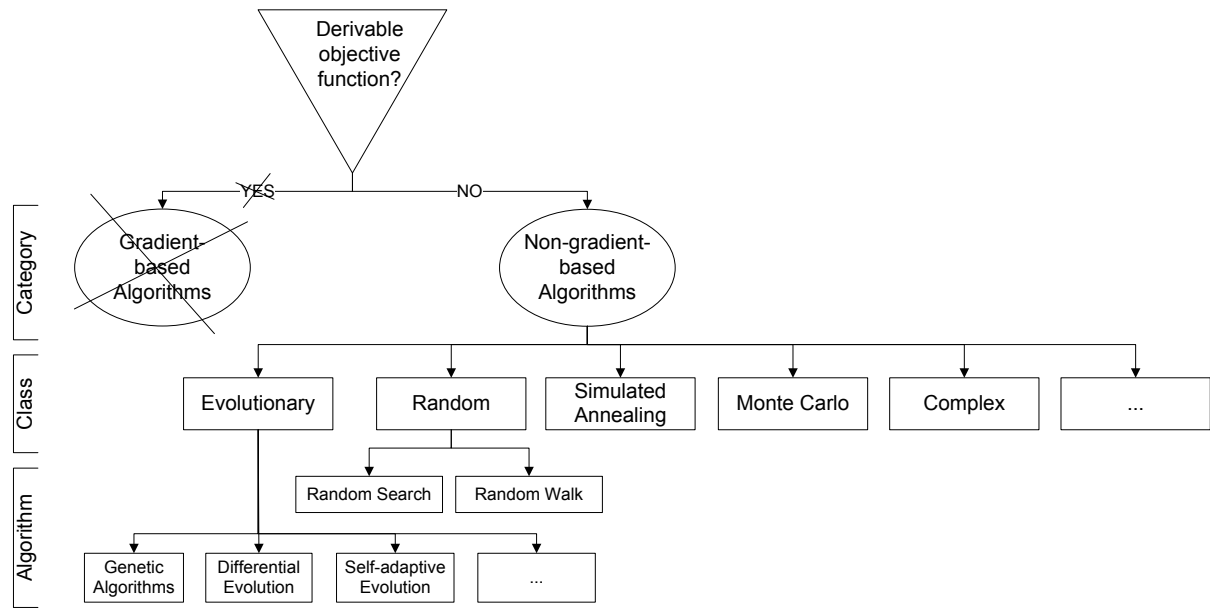 Derivable
objective
function?
YES
NO
Category
Gradient-
based
Algorithms
Non-gradient-
based
Algorithms
Class
Evolutionary
Random
Simulated
Annealing
Monte Carlo
Complex
...
Algorithm
Random Search
Random Walk
Genetic
Algorithms
Differential
Evolution
Self-adaptive
Evolution
...